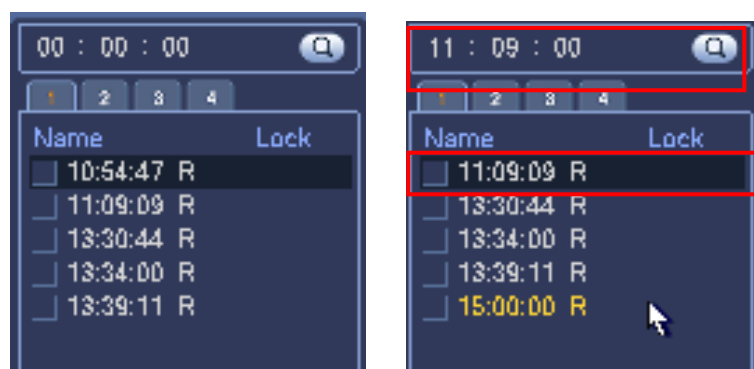 00 : 00 : 00
1 2 3 4
Name Lock
10:54:47 R
11:09:09 R
13:30:44 R
13:34:00 R
13:39:11 R
11 : 09 : 00
1 2 3 4
Name Lock
11:09:09 R
13:30:44 R
13:34:00 R
13:39:11 R
15:00:00 R